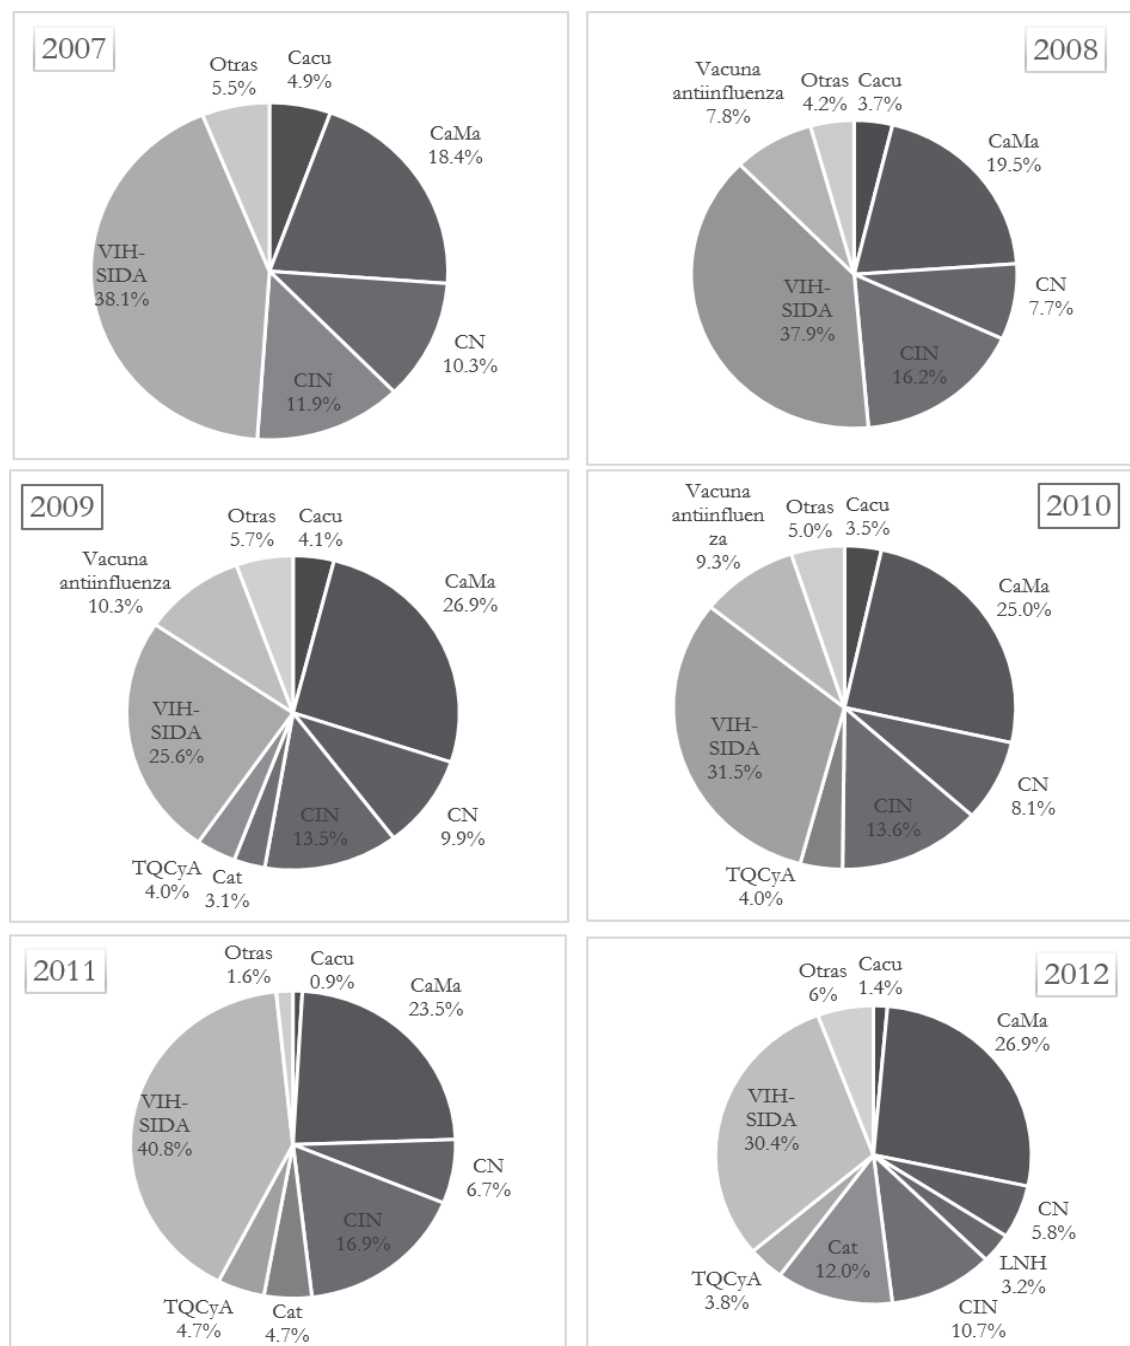 2007
Otras
5.5%
Cacu
4.9%
CaMa
18.4%
CN
10.3%
CIN
11.9%
VIH-
SIDA
38.1%
2008
Vacuna
antiinfluenza
7.8%
Otras
4.2%
Cacu
3.7%
CaMa
19.5%
CN
7.7%
CIN
16.2%
VIH-
SIDA
37.9%
2009
Vacuna
antiinfluenza
10.3%
Otras
5.7%
Cacu
4.1%
CaMa
26.9%
CN
9.9%
CIN
13.5%
Cat
3.1%
TQCyA
4.0%
VIH-
SIDA
25.6%
2010
Vacuna
antiinfluen
za
9.3%
Otras
5.0%
Cacu
3.5%
CaMa
25.0%
CN
8.1%
CIN
13.6%
TQCyA
4.0%
VIH-
SIDA
31.5%
2011
Otras
1.6%
Cacu
0.9%
CaMa
23.5%
CN
6.7%
CIN
16.9%
Cat
4.7%
TQCyA
4.7%
VIH-
SIDA
40.8%
2012
Otras
6%
Cacu
1.4%
CaMa
26.9%
CN
5.8%
LNH
3.2%
CIN
10.7%
Cat
12.0%
TQCyA
3.8%
VIH-
SIDA
30.4%